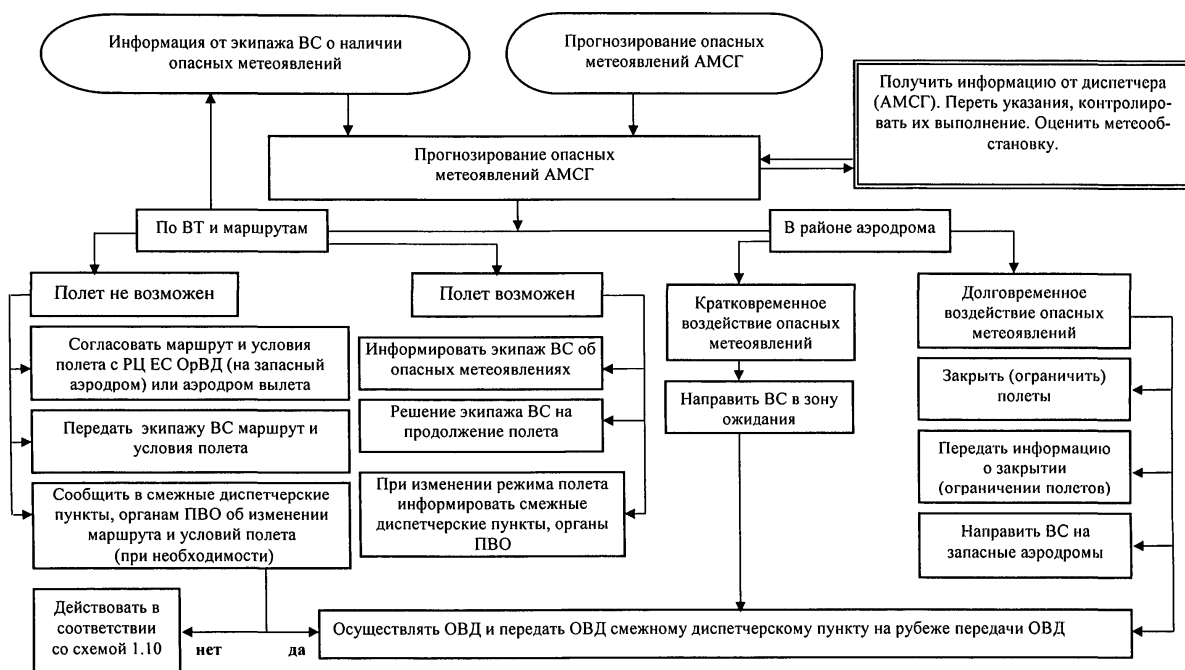 Информация от экипажа ВС о наличии
опасных метеоявлений
Прогнозирование опасных
метеоявлений АМСГ
Получить информацию от диспетчера
(АМСГ). Переть указания, контролиро-
вать их выполнение. Оценить метеооб-
становку.
Прогнозирование опасных
метеоявлений АМСГ
По ВТ и маршрутам
В районе аэродрома
Полет не возможен
Полет возможен
Кратковременное
воздействие опасных
метеоявлений
Долговременное
воздействие опасных
метеоявлений
Согласовать маршрут и условия
полета с РЦ ЕС ОрВД (на запасный
аэродром) или аэродром вылета
Информировать экипаж ВС об
опасных метеоявлениях
Направить ВС в зону
ожидания
Закрыть (ограничить)
полеты
Передать экипажу ВС маршрут и
условия полета
Решение экипажа ВС на
продолжение полета
Передать информацию
о закрытии
(ограничении полетов)
Сообщить в смежные диспетчерские
пункты, органам ПВО об изменении
маршрута и условий полета
(при необходимости)
При изменении режима полета
информировать смежные
диспетчерские пункты, органы
ПВО
Направить ВС на
запасные аэродромы
Действовать в
соответствии
со схемой 1.10
нет
да
Осуществлять ОВД и передать ОВД смежному диспетчерскому пункту на рубеже передачи ОВД